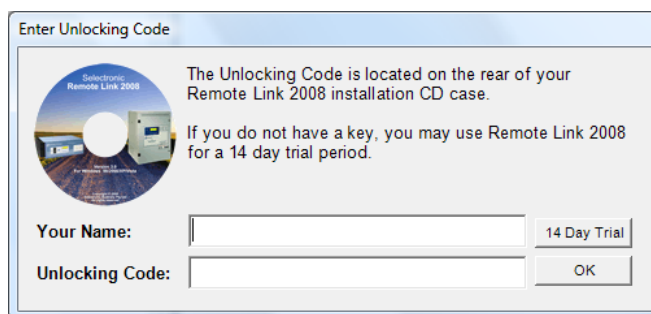 Enter Unlocking Code
Selectronic
Remote Link 2008
The Unlocking Code is located on the rear of your
Remote Link 2008 installation CD case.
If you do not have a key, you may use Remote Link 2008
for a 14 day trial period.
Your Name:
14 Day Trial
Unlocking Code:
OK